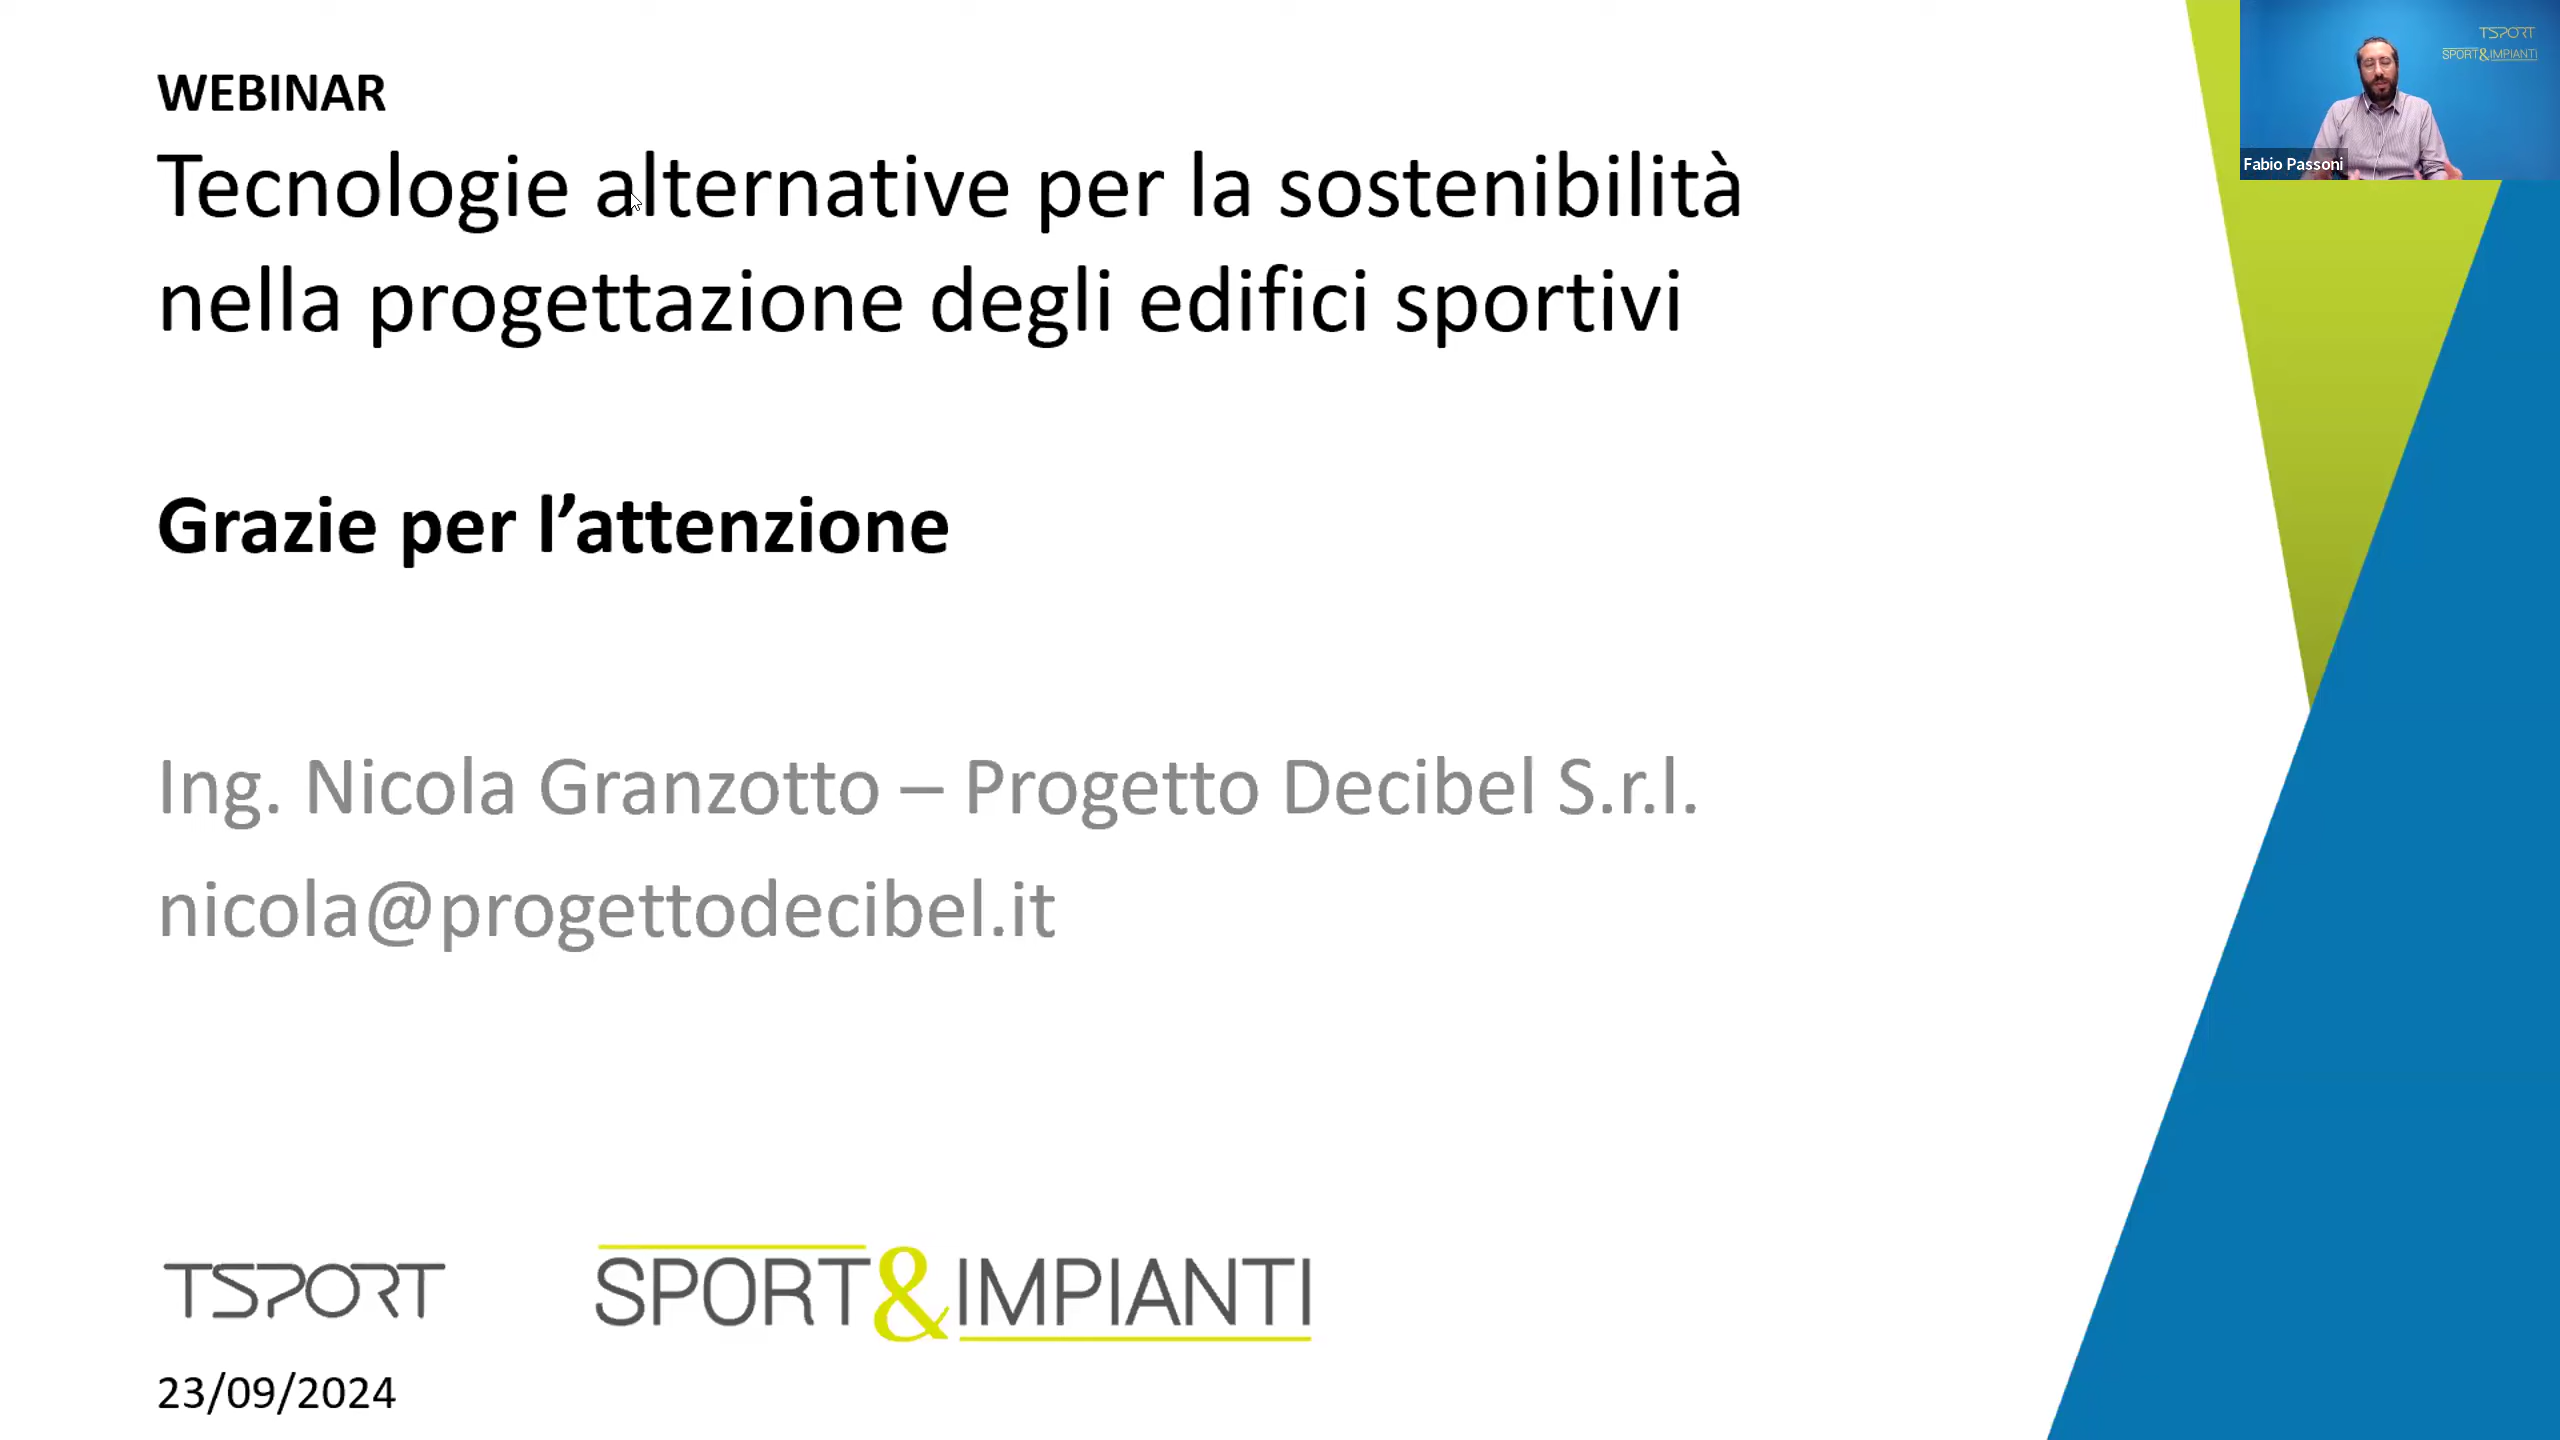 WEBINAR
Tecnologie alternative per la sostenibilità
nella progettazione degli edifici sportivi
Grazie per l’attenzione
Ing. Nicola Granzotto – Progetto Decibel S.r.l.
nicola@progettodecibel.it
TSPORT
SPORT&IMPIANTI
23/09/2024
TSPORT
SPORT&IMPIANTI
Fabio Passoni